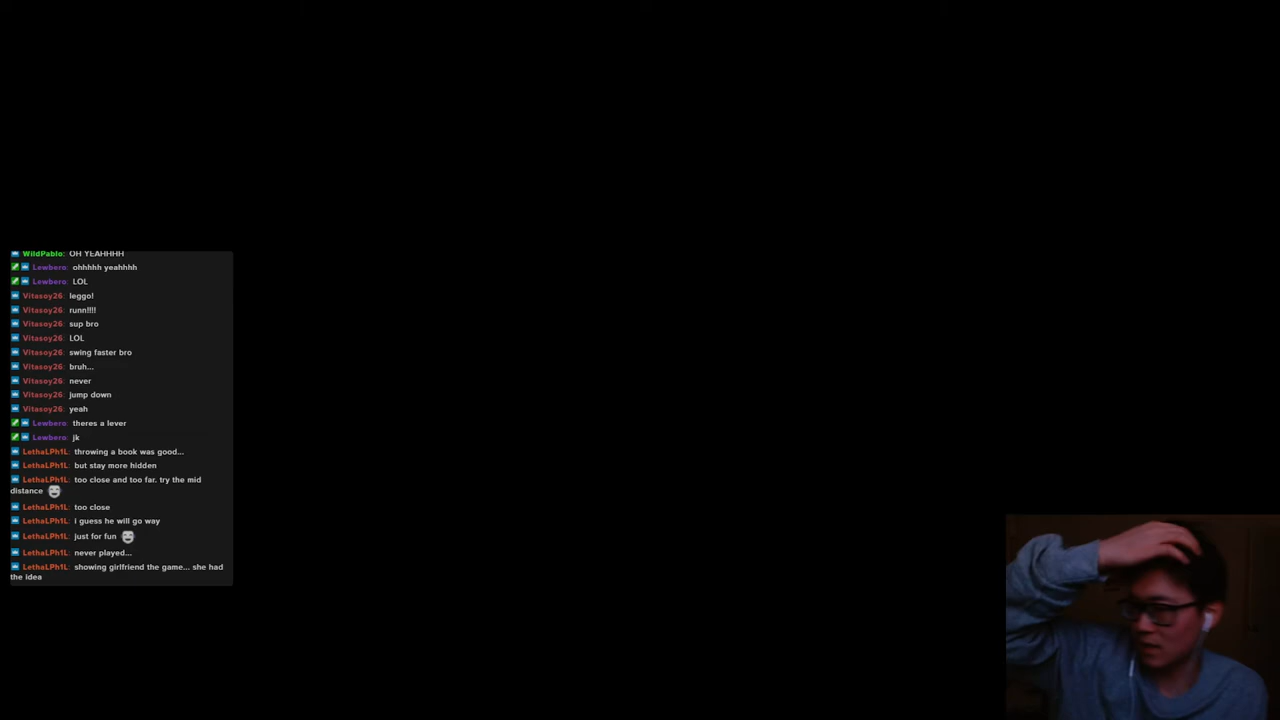 WildPablo: OH YEAHHHH
Lewbero: ohhhhh yeahhhh
Lewbero: LOL
Vitasoy26: leggo!
Vitasoy26: runn!!!!
Vitasoy26: sup bro
Vitasoy26: LOL
Vitasoy26: swing faster bro
Vitasoy26: bruh...
Vitasoy26: never
Vitasoy26: jump down
Vitasoy26: yeah
Lewbero: theres a lever
Lewbero: jk
LethaLPh1L: throwing a book was good...
LethaLPh1L: but stay more hidden
LethaLPh1L: too close and too far. try the mid
distance
LethaLPh1L: too close
LethaLPh1L: i guess he will go way
LethaLPh1L: just for fun
LethaLPh1L: never played...
LethaLPh1L: showing girlfriend the game... she had
the idea